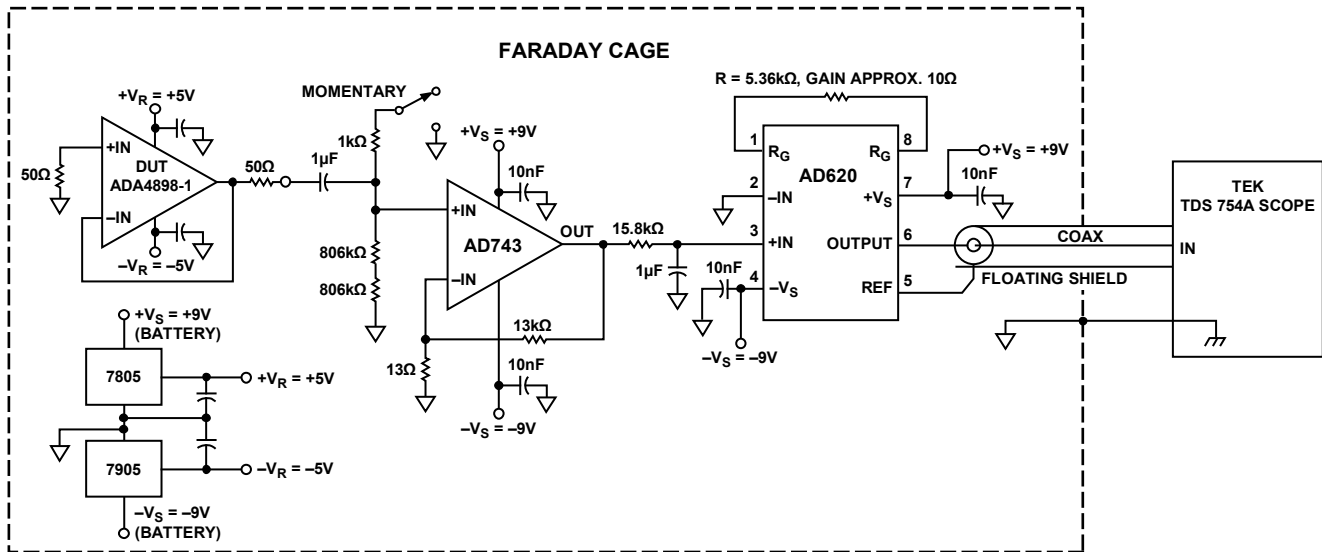 FARADAY CAGE
+VR = +5V
+IN
DUT
ADA4898-1
–IN
–VR = –5V
50Ω
50Ω
1µF
MOMENTARY
1kΩ
806kΩ
806kΩ
+VS = +9V
10nF
+IN
AD743
–IN
OUT
13kΩ
13Ω
10nF
–VS = –9V
15.8kΩ
1µF
R = 5.36kΩ, GAIN APPROX. 10Ω
1
RG
8
RG
AD620
2
–IN
7
+VS
3
+IN
6
OUTPUT
4
–VS
5
REF
+VS = +9V
10nF
10nF
–VS = –9V
COAX
FLOATING SHIELD
TEK
TDS 754A SCOPE
IN
+VS = +9V
(BATTERY)
7805
+VR = +5V
7905
–VR = –5V
–VS = –9V
(BATTERY)